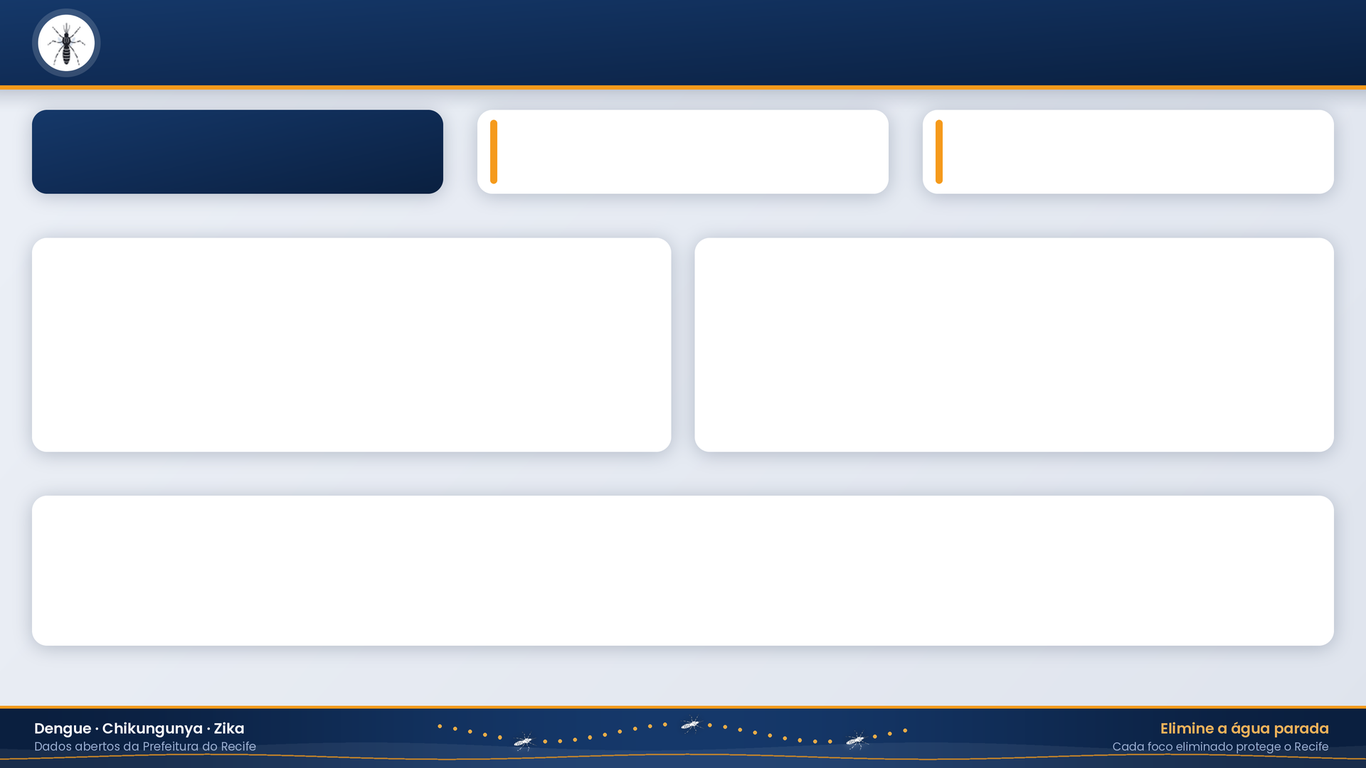 Dengue · Chikungunya · Zika
Dados abertos da Prefeitura do Recife
Elimine a água parada
Cada foco eliminado protege o Recife